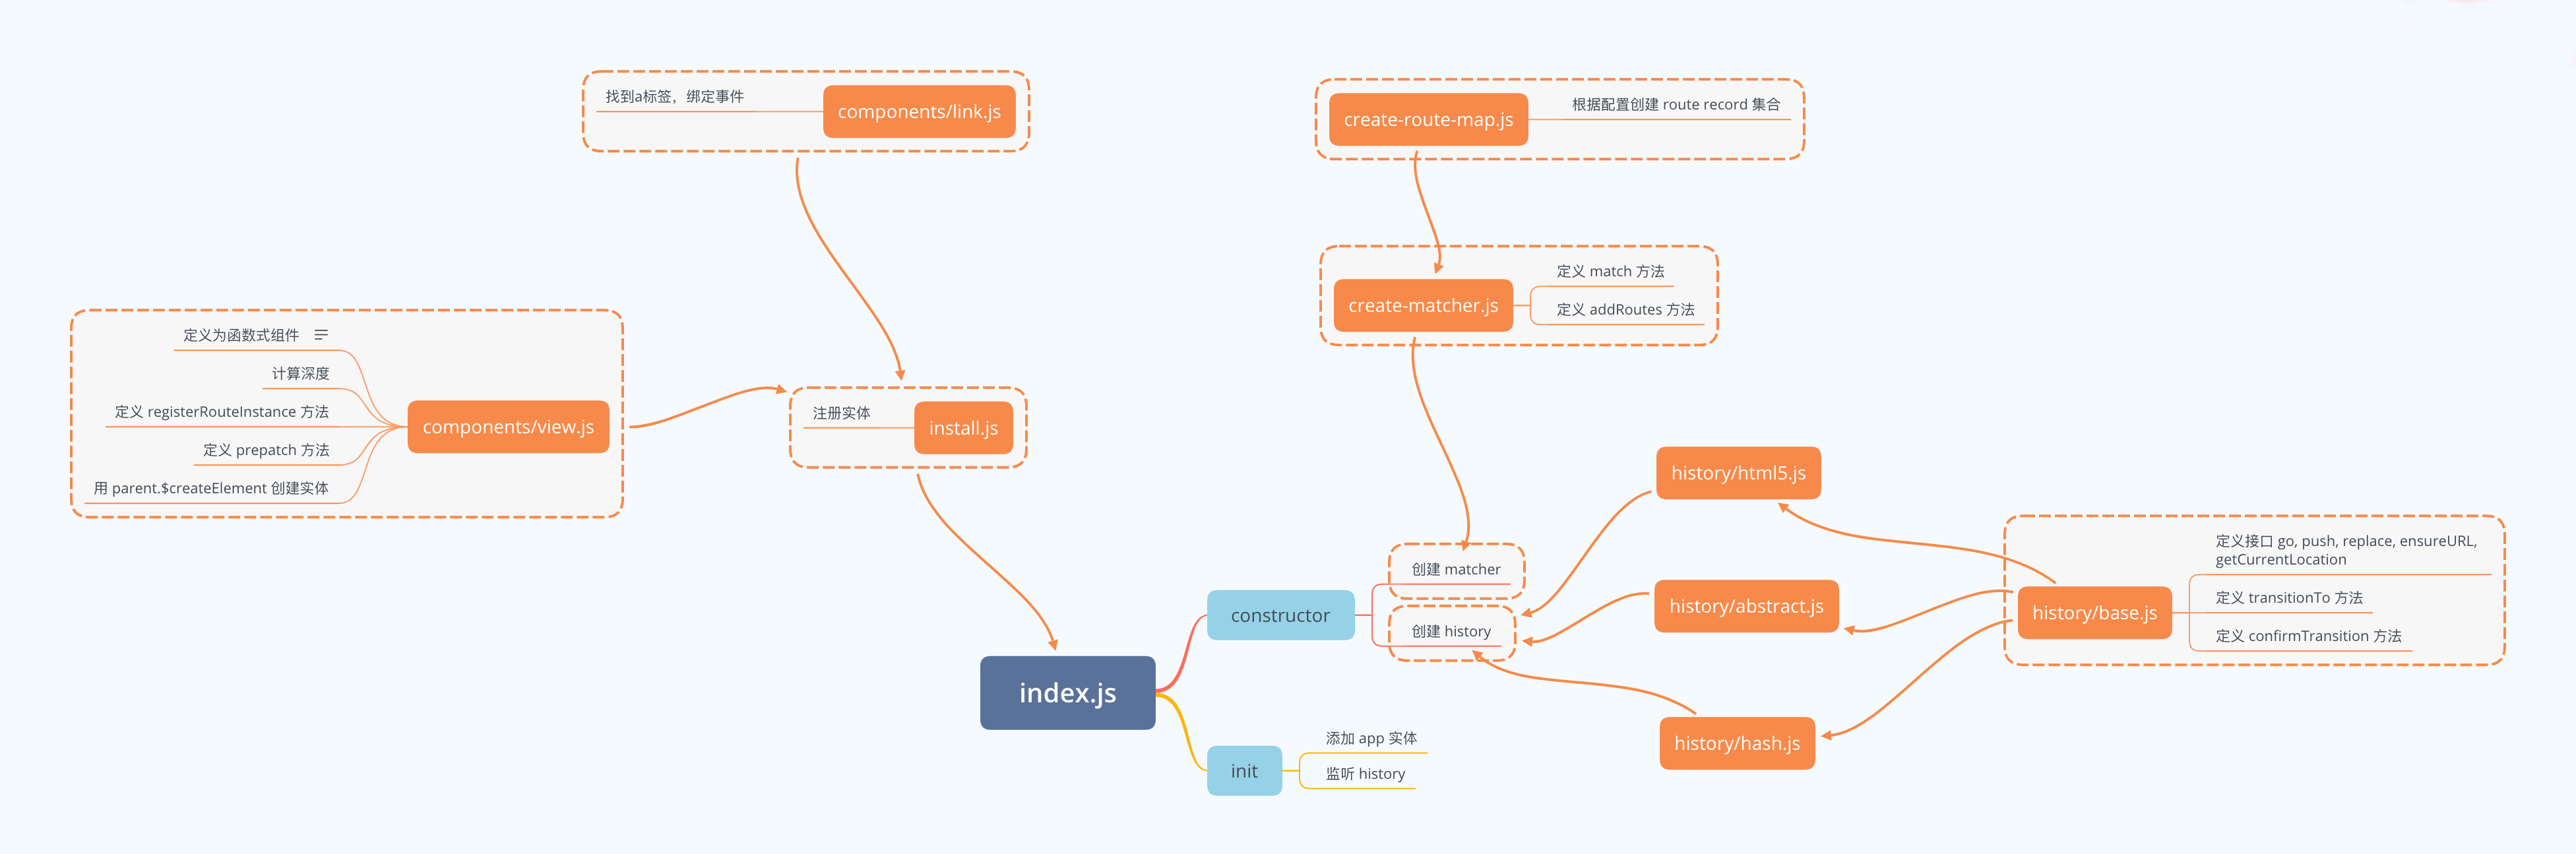 找到a标签，绑定事件
components/link.js
create-route-map.js
根据配置创建 route record 集合
create-matcher.js
定义 match 方法
定义 addRoutes 方法
定义为函数式组件
计算深度
定义 registerRouteInstance 方法
定义 prepatch 方法
用 parent.$createElement 创建实体
components/view.js
注册实体
install.js
index.js
constructor
创建 matcher
创建 history
init
添加 app 实体
监听 history
history/html5.js
history/abstract.js
history/hash.js
history/base.js
定义接口 go, push, replace, ensureURL,
getCurrentLocation
定义 transitionTo 方法
定义 confirmTransition 方法